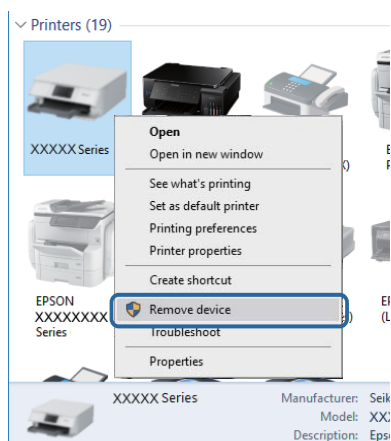 Printers (19)
XXXXX Series
Open
Open in new window
See what's printing
Set as default printer
Printing preferences
Printer properties
Create shortcut
Remove device
Troubleshoot
Properties
EPSON
XXXXXXXX
Series
XXXXX Series
Manufacturer:
Model:
Description: